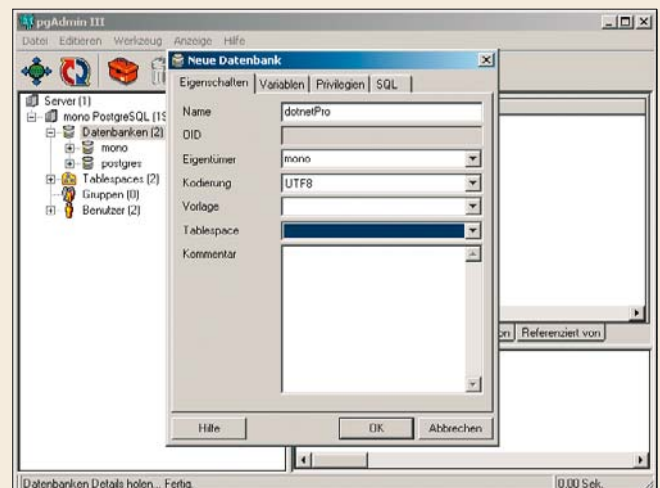 pgAdmin III
Datei Editieren Werkzeug Anzeige Hilfe
Neue Datenbank
Eigenschaften Variablen Privilegien SQL
Server (1)
mono PostgreSQL (19
Datenbanken (2)
mono
postgres
Tablespaces (2)
Gruppen (0)
Benutzer (2)
Name dotnetPro
OID
Eigentümer mono
Kodierung UTF8
Vorlage
Tablespace
Kommentar
on Referenziert von
Hilfe OK Abbrechen
Datenbanken Details holen... Fertig. 0.00 Sek.